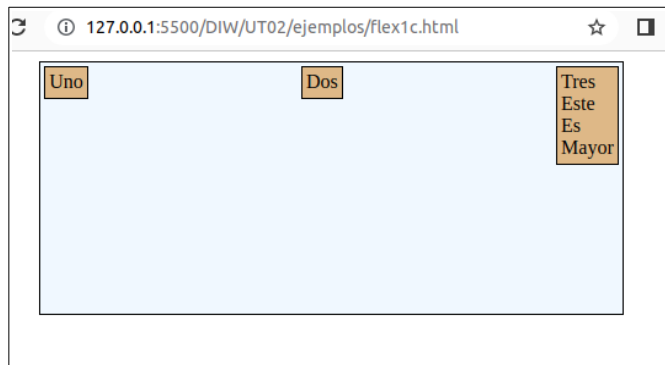 127.0.0.1:5500/DIW/UT02/ejemplos/flex1c.html
Uno
Dos
Tres
Este
Es
Mayor